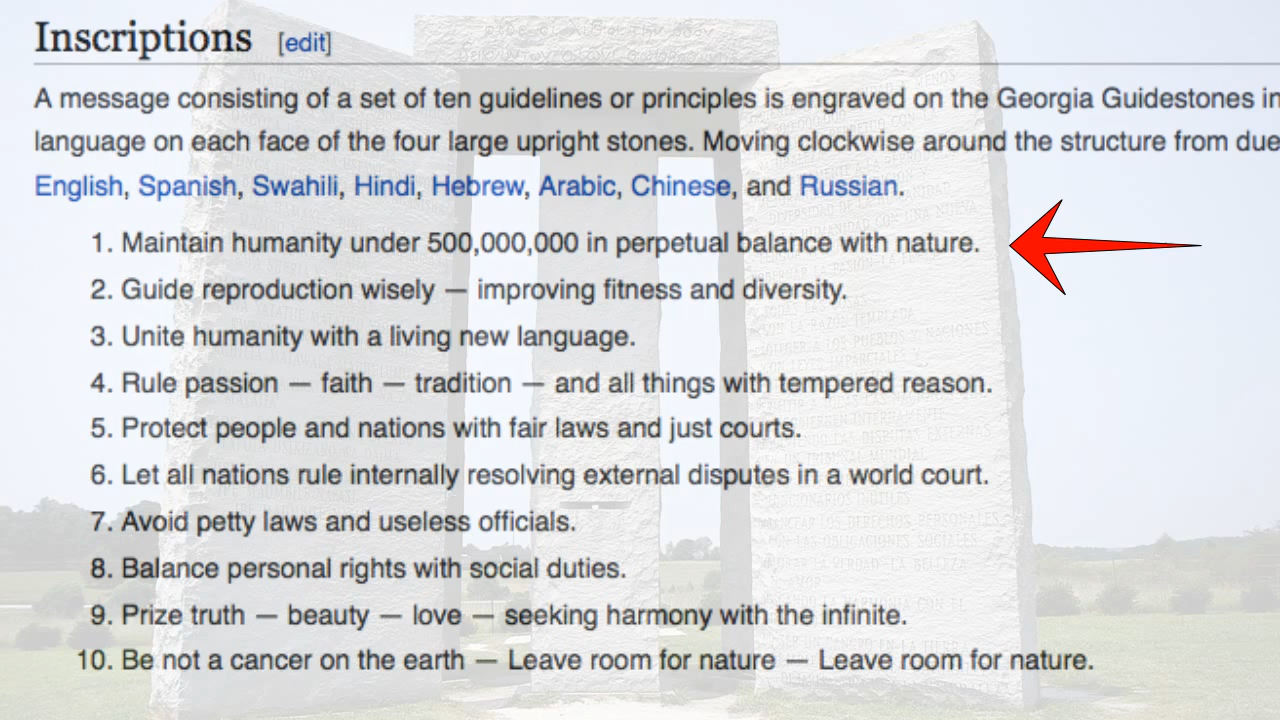 Inscriptions [edit]
A message consisting of a set of ten guidelines or principles is engraved on the Georgia Guidestones in
language on each face of the four large upright stones. Moving clockwise around the structure from due
English, Spanish, Swahili, Hindi, Hebrew, Arabic, Chinese, and Russian.
1. Maintain humanity under 500,000,000 in perpetual balance with nature.
2. Guide reproduction wisely — improving fitness and diversity.
3. Unite humanity with a living new language.
4. Rule passion — faith — tradition — and all things with tempered reason.
5. Protect people and nations with fair laws and just courts.
6. Let all nations rule internally resolving external disputes in a world court.
7. Avoid petty laws and useless officials.
8. Balance personal rights with social duties.
9. Prize truth — beauty — love — seeking harmony with the infinite.
10. Be not a cancer on the earth — Leave room for nature — Leave room for nature.